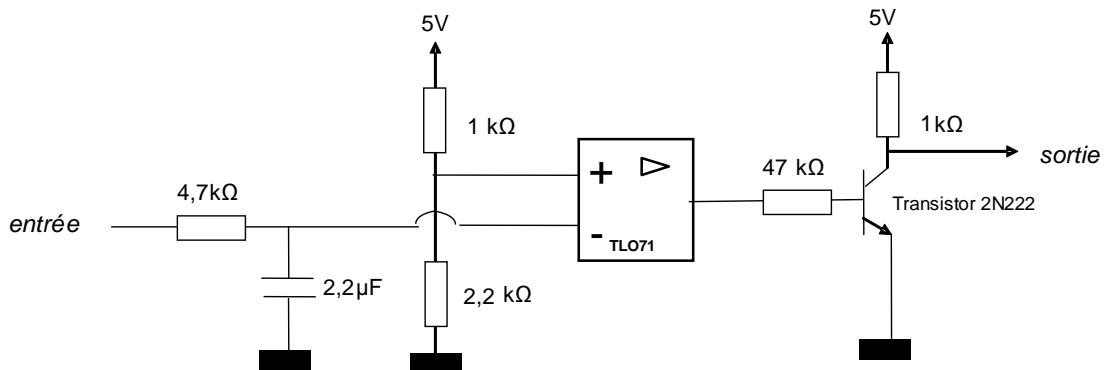 5V
5V
1 kΩ
1kΩ
sortie
+
47 kΩ
4,7kΩ
Transistor 2N222
entrée
-
TLO71
2,2µF
2,2 kΩ